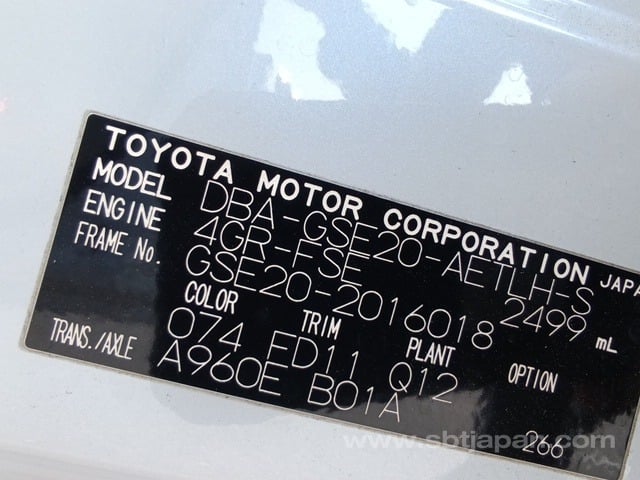 TOYOTA MOTOR CORPORATION JAPA
MODEL DBA-GSE20-AETLH-S
ENGINE 4GR-FSE 2499 mL
FRAME No. GSE20-2016018
COLOR TRIM PLANT OPTION
074 FD11 Q12
TRANS./AXLE A960E B01A
266
www.sbtjapan.com